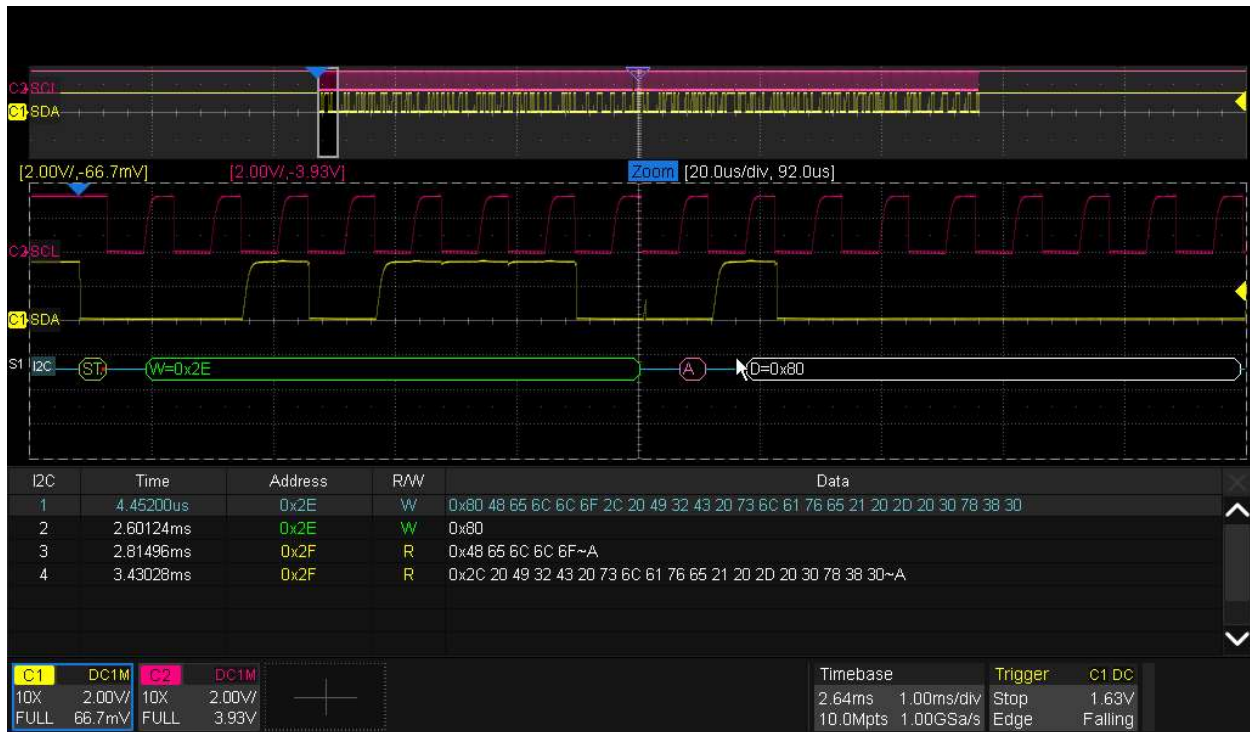 C2 SCL
C1 SDA
[2.00V/,-66.7mV] [2.00V/,-3.93V] Zoom [20.0us/div, 92.0us]
C2 SCL
C1 SDA
S1 I2C ST W=0x2E A D=0x80
I2C Time Address R/W Data
1 4.45200us 0x2E W 0x80 48 65 6C 6C 6F 2C 20 49 32 43 20 73 6C 61 76 65 21 20 2D 20 30 78 38 30
2 2.60124ms 0x2E W 0x80
3 2.81496ms 0x2F R 0x48 65 6C 6C 6F~A
4 3.43028ms 0x2F R 0x2C 20 49 32 43 20 73 6C 61 76 65 21 20 2D 20 30 78 38 30~A
C1 DC1M C2 DC1M Timebase Trigger C1 DC
10X 2.00V/ 10X 2.00V/ 2.64ms 1.00ms/div Stop 1.63V
FULL 66.7mV FULL 3.93V 10.0Mpts 1.00GSa/s Edge Falling